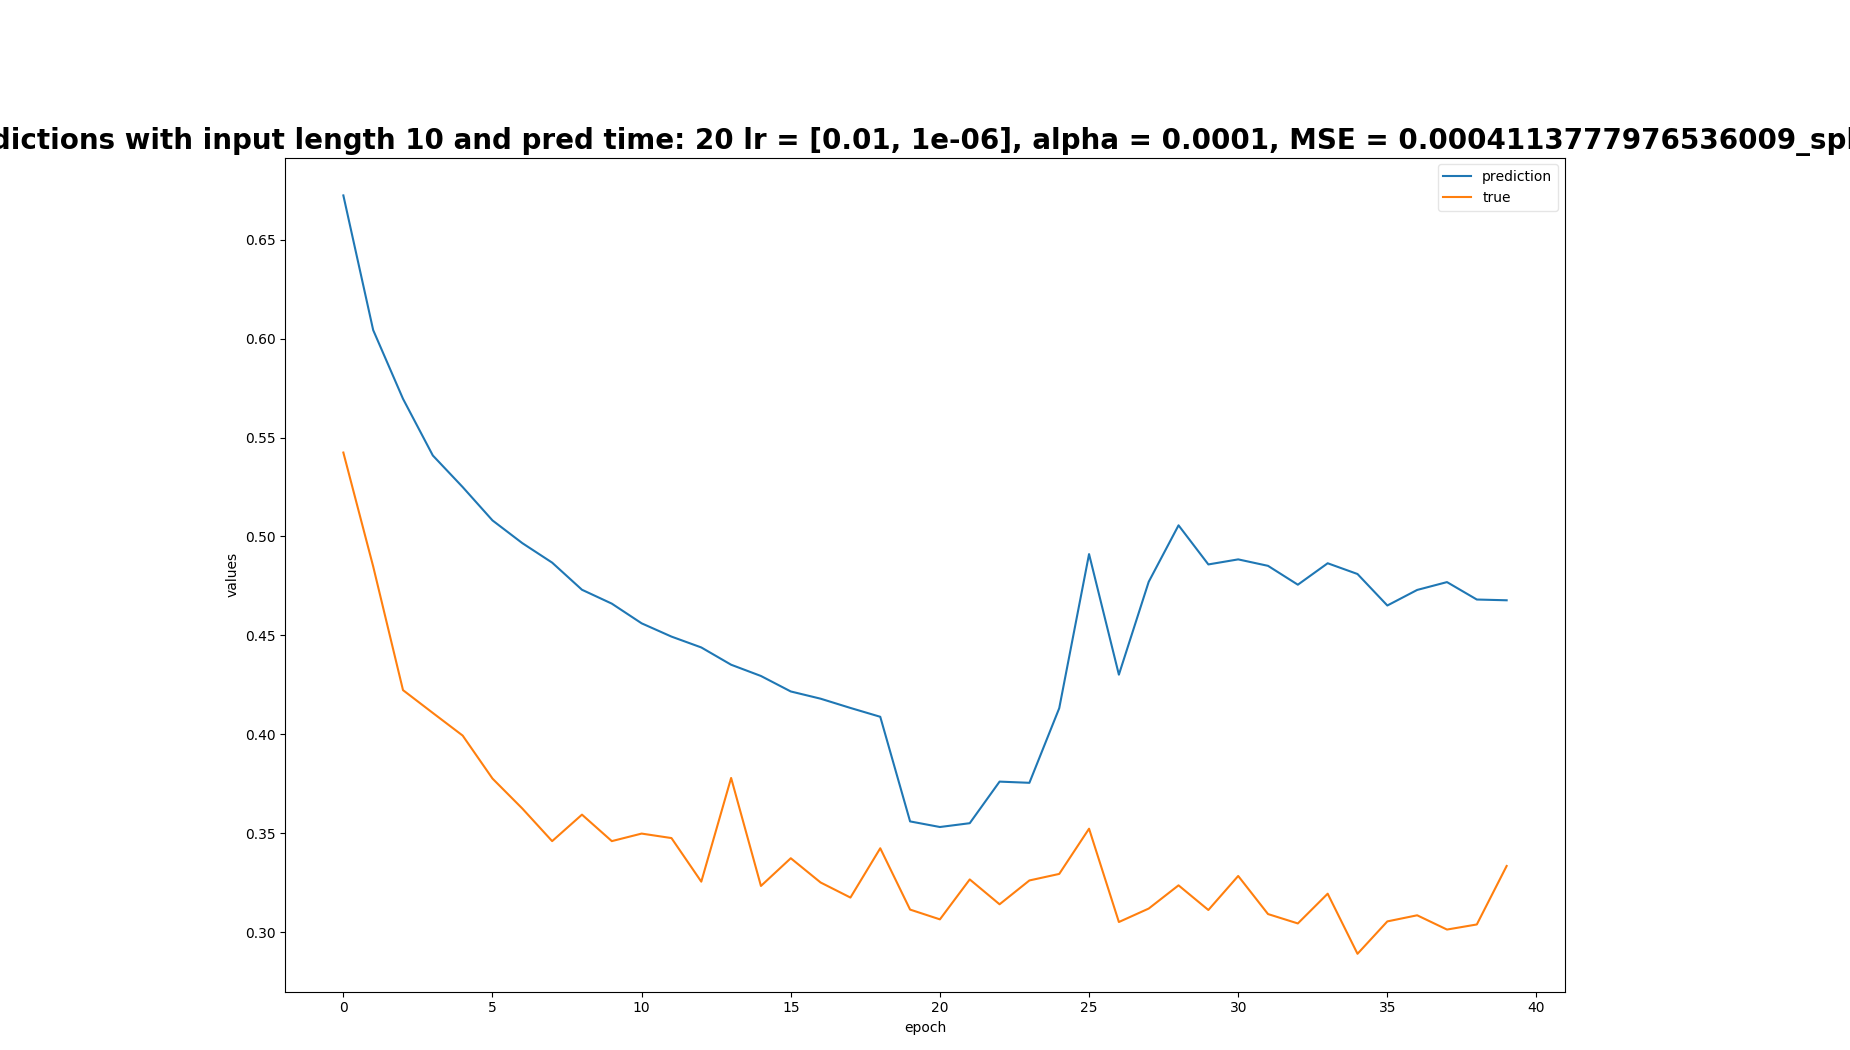 dictions with input length 10 and pred time: 20 lr = [0.01, 1e-06], alpha = 0.0001, MSE = 0.0004113777976536009_spl
prediction
true
0.65
0.60
0.55
0.50
0.45
0.40
0.35
0.30
values
0 5 10 15 20 25 30 35 40
epoch